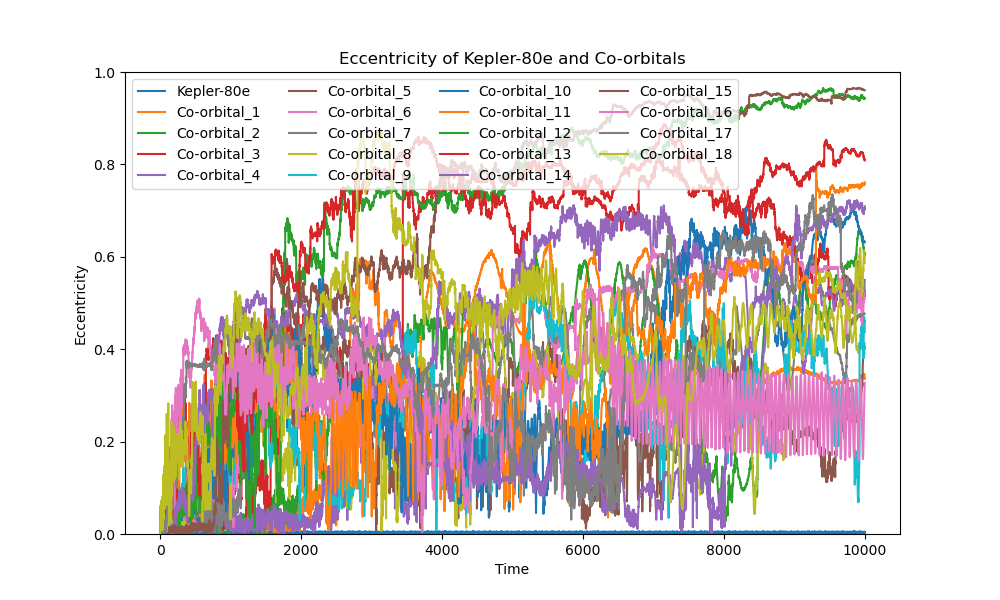 Eccentricity of Kepler-80e and Co-orbitals
1.0
0.8
0.6
0.4
0.2
0.0
Eccentricity
Kepler-80e
Co-orbital_1
Co-orbital_2
Co-orbital_3
Co-orbital_4
Co-orbital_5
Co-orbital_6
Co-orbital_7
Co-orbital_8
Co-orbital_9
Co-orbital_10
Co-orbital_11
Co-orbital_12
Co-orbital_13
Co-orbital_14
Co-orbital_15
Co-orbital_16
Co-orbital_17
Co-orbital_18
0
2000
4000
6000
8000
10000
Time